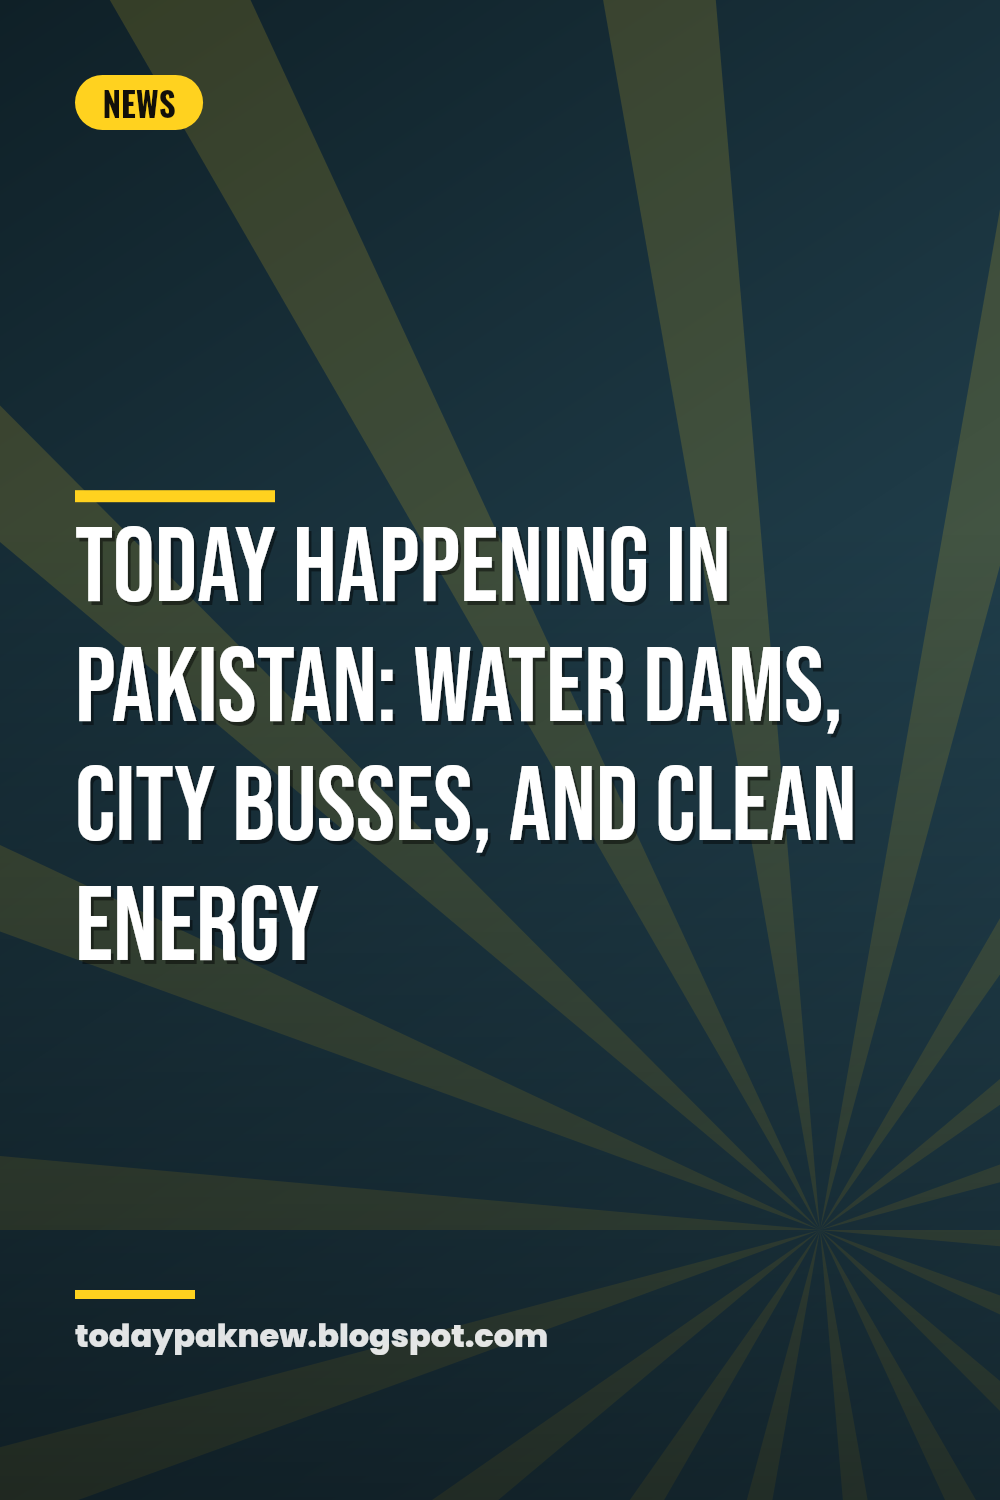 NEWS
TODAY HAPPENING IN
PAKISTAN: WATER DAMS,
CITY BUSSES, AND CLEAN
ENERGY
todaypaknew.blogspot.com